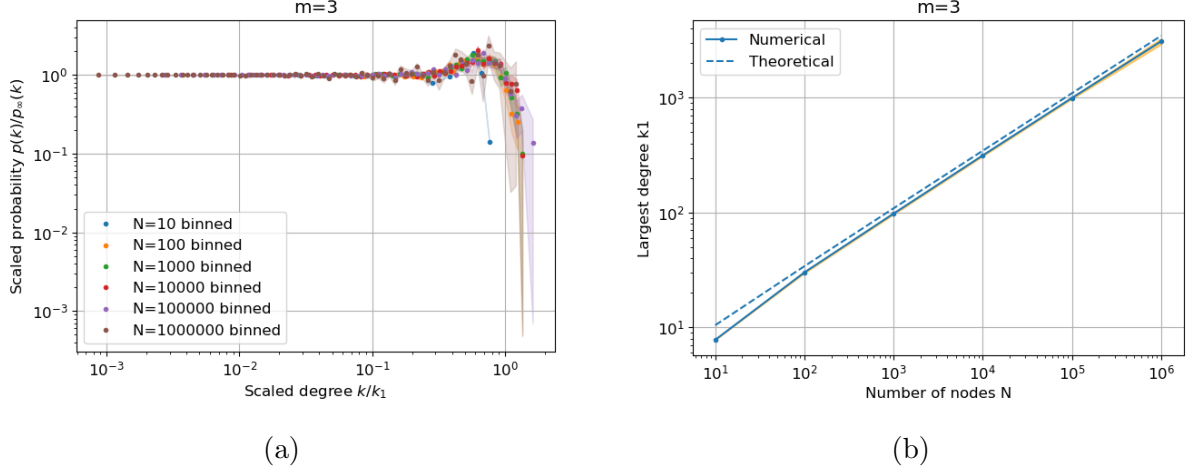 m=3
Scaled probability p(k)/p∞(k)
10⁰
10⁻¹
10⁻²
10⁻³
N=10 binned
N=100 binned
N=1000 binned
N=10000 binned
N=100000 binned
N=1000000 binned
10⁻³
10⁻²
10⁻¹
10⁰
Scaled degree k/k₁
(a)
m=3
Largest degree k1
10³
10²
10¹
Numerical
Theoretical
10¹
10²
10³
10⁴
10⁵
10⁶
Number of nodes N
(b)